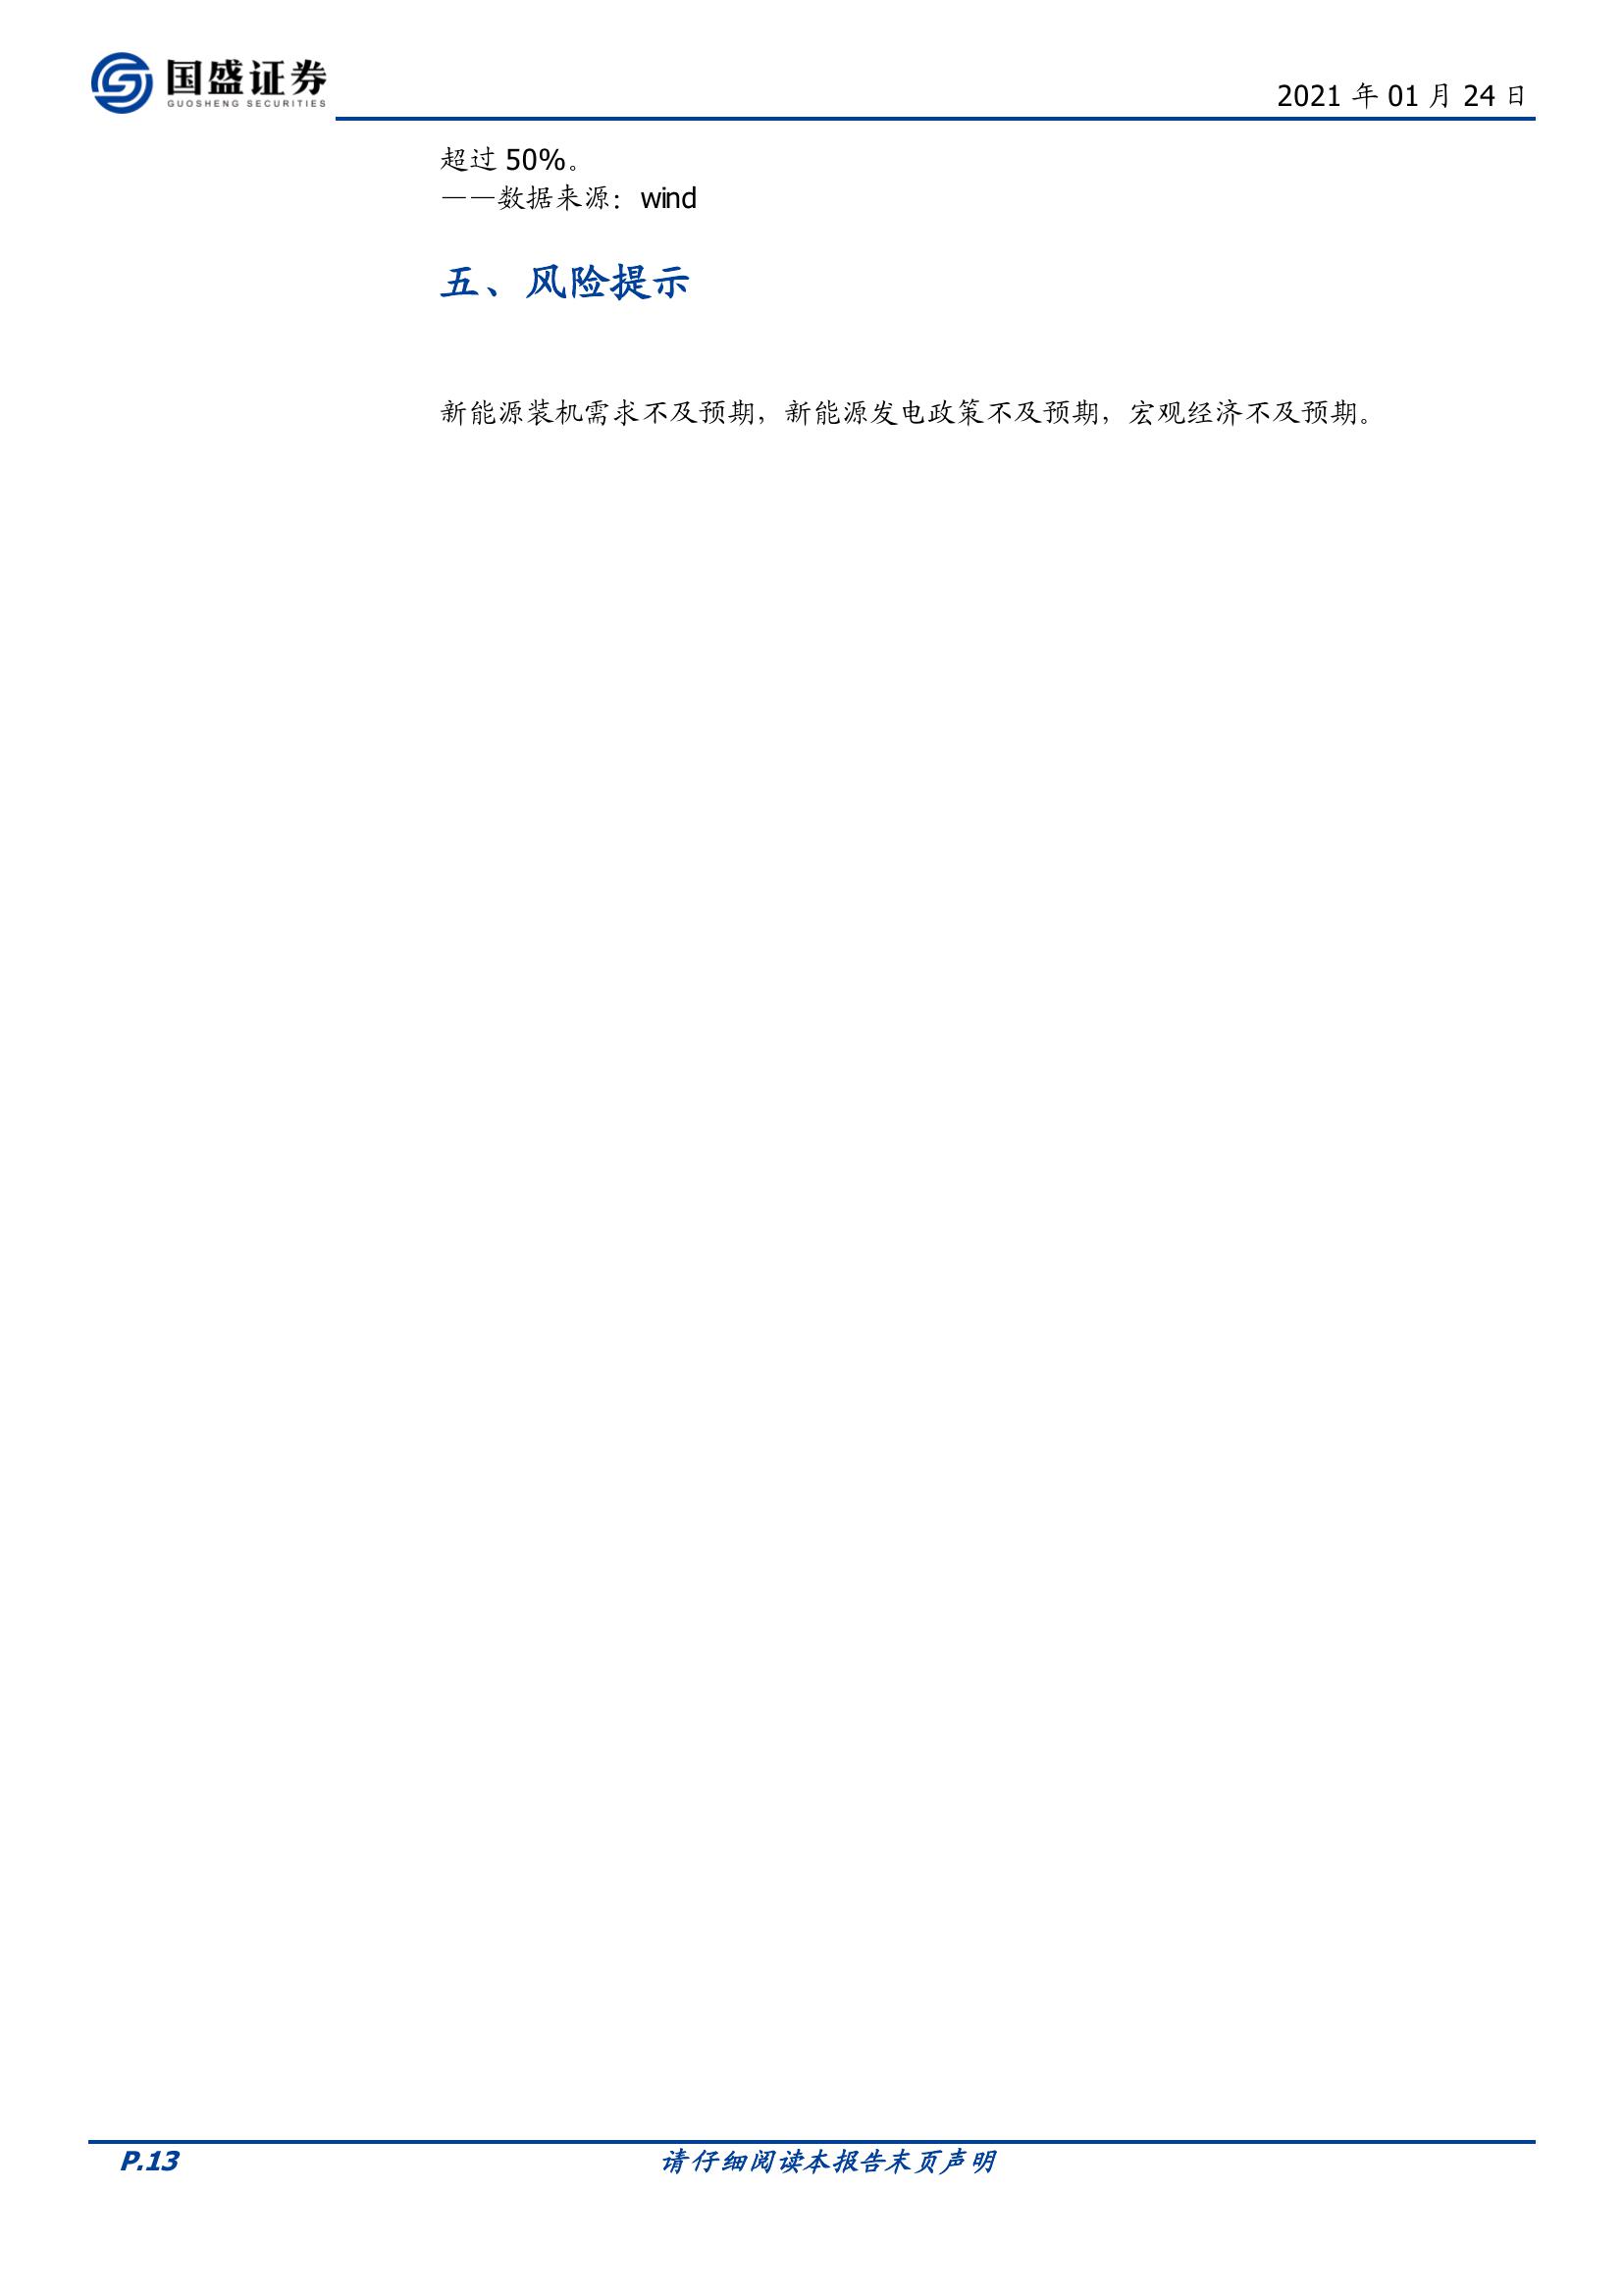 国盛证券
GUOSHENG SECURITIES
2021 年 01 月 24 日
超过 50%。
——数据来源：wind
五、风险提示
新能源装机需求不及预期，新能源发电政策不及预期，宏观经济不及预期。
P.13
请仔细阅读本报告末页声明